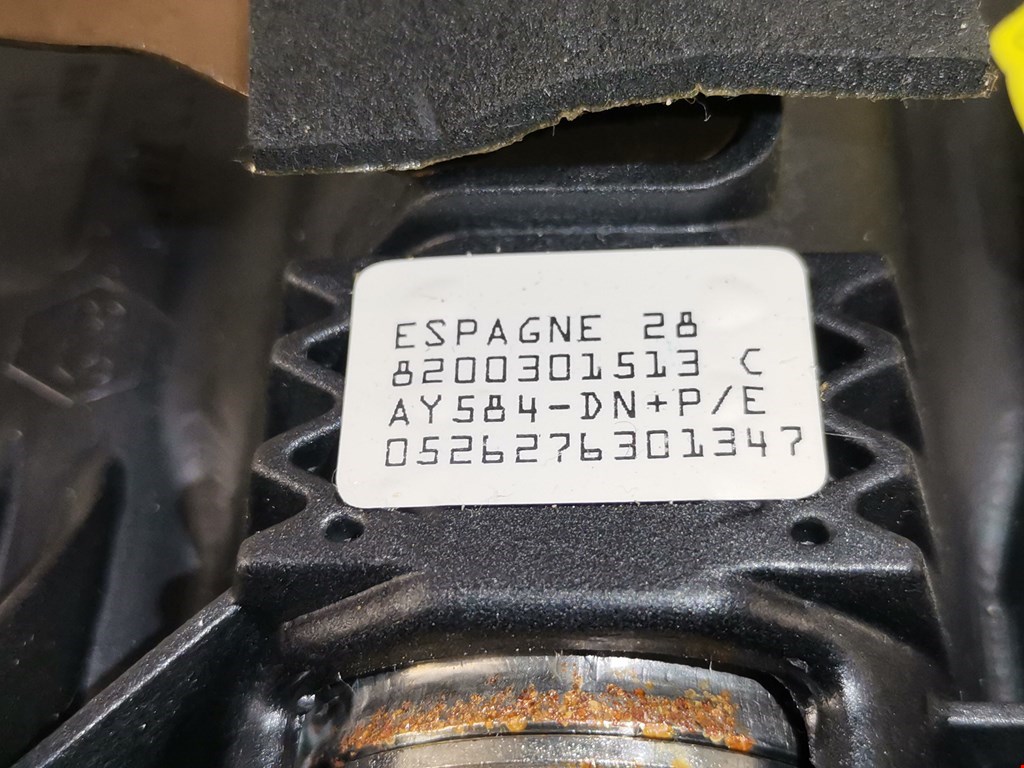 ESPAGNE 28
8200301513 C
AY584-DN+P/E
0526276301347